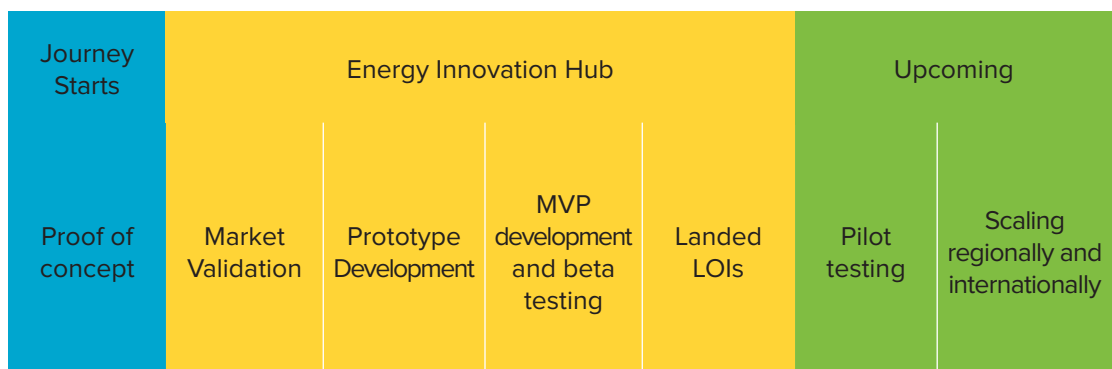 Journey
Starts
Energy Innovation Hub
Upcoming
Proof of
concept
Market
Validation
Prototype
Development
MVP
development
and beta
testing
Landed
LOIs
Pilot
testing
Scaling
regionally and
internationally